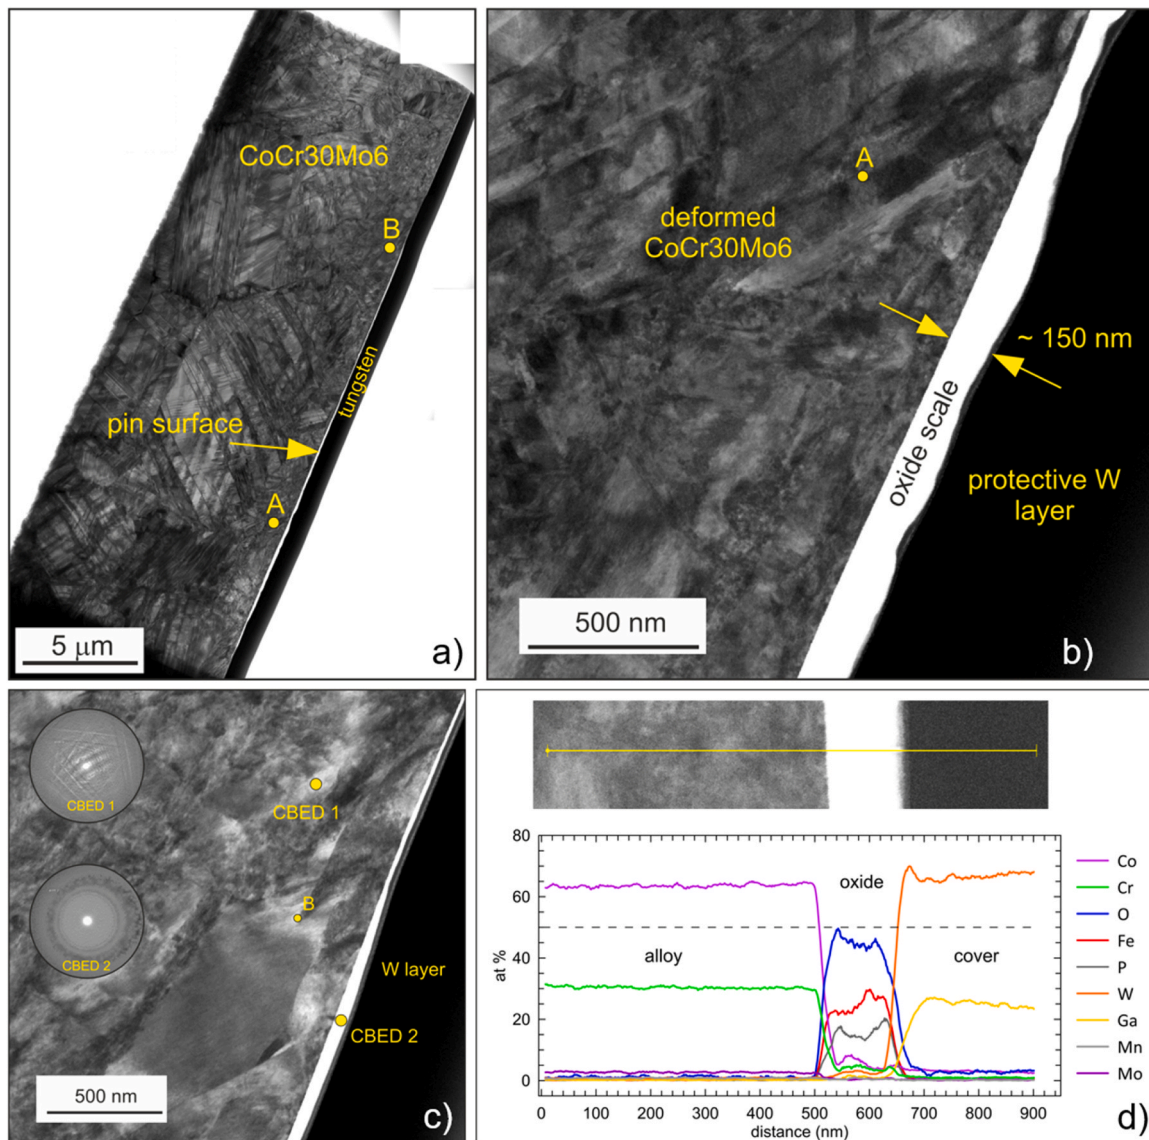 CoCr30Mo6
B
tungsten
pin surface
A
5 μm
a)
A
deformed
CoCr30Mo6
~ 150 nm
oxide scale
protective W
layer
500 nm
b)
CBED 1
CBED 1
B
CBED 2
W layer
CBED 2
500 nm
c)
80
60
40
20
0
at %
oxide
alloy
cover
0 100 200 300 400 500 600 700 800 900
distance (nm)
Co
Cr
O
Fe
P
W
Ga
Mn
Mo
d)